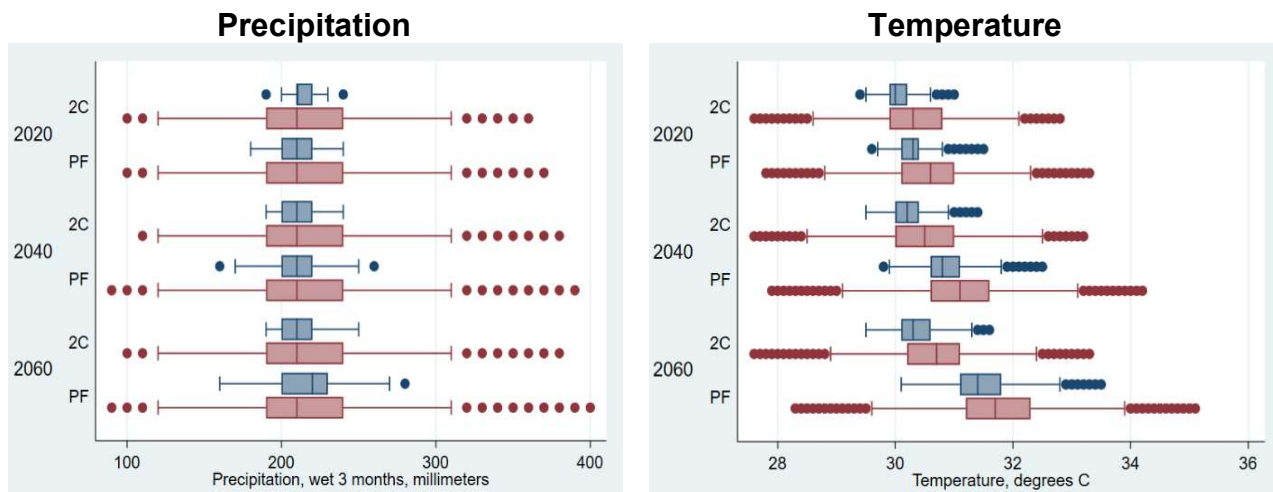 Precipitation
2020
2C
PF
2040
2C
PF
2060
2C
PF
100 200 300 400
Precipitation, wet 3 months, millimeters
Temperature
2020
2C
PF
2040
2C
PF
2060
2C
PF
28 30 32 34 36
Temperature, degrees C